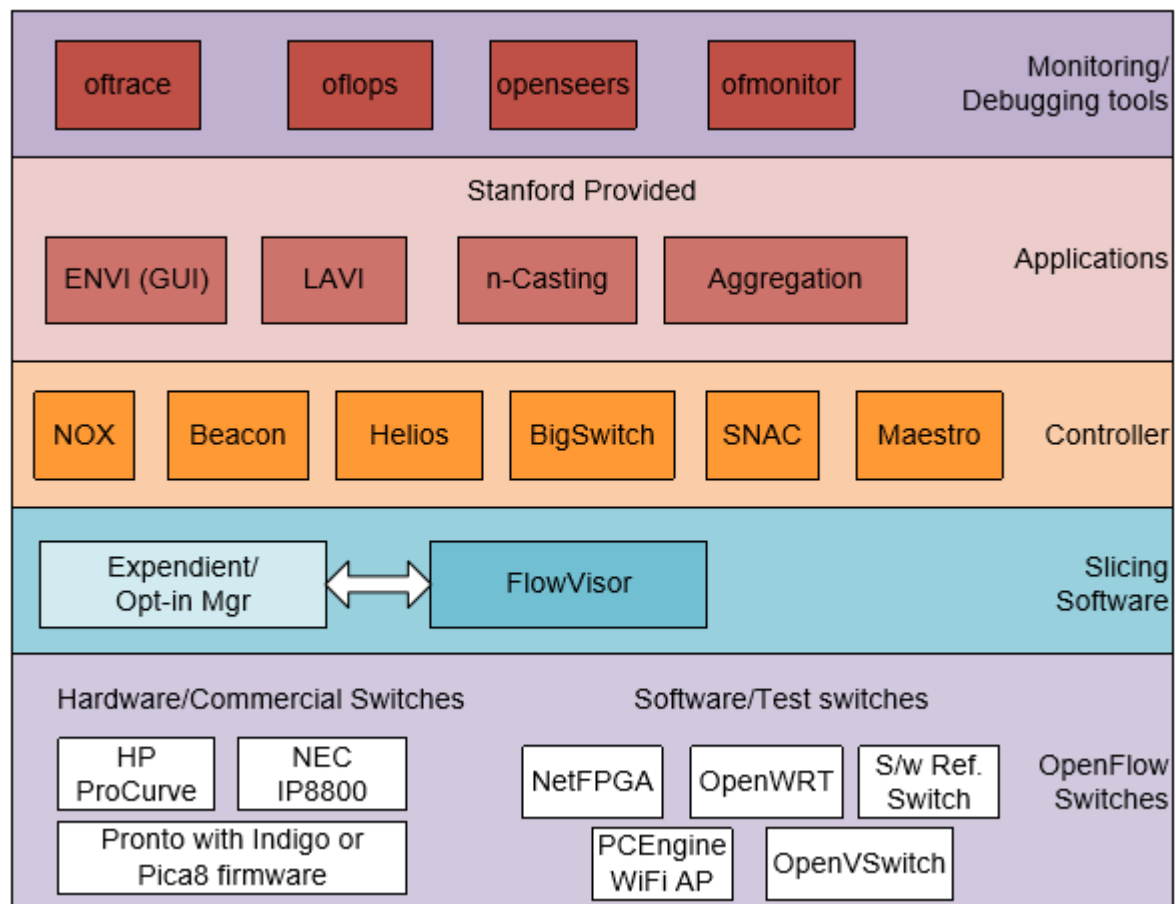 oftrace
oflops
openseers
ofmonitor
Monitoring/
Debugging tools
Stanford Provided
ENVI (GUI)
LAVI
n-Casting
Aggregation
Applications
NOX
Beacon
Helios
BigSwitch
SNAC
Maestro
Controller
Expendient/
Opt-in Mgr
FlowVisor
Slicing
Software
Hardware/Commercial Switches
HP
ProCurve
NEC
IP8800
Pronto with Indigo or
Pica8 firmware
Software/Test switches
NetFPGA
OpenWRT
S/w Ref.
Switch
PCEngine
WiFi AP
OpenVSwitch
OpenFlow
Switches